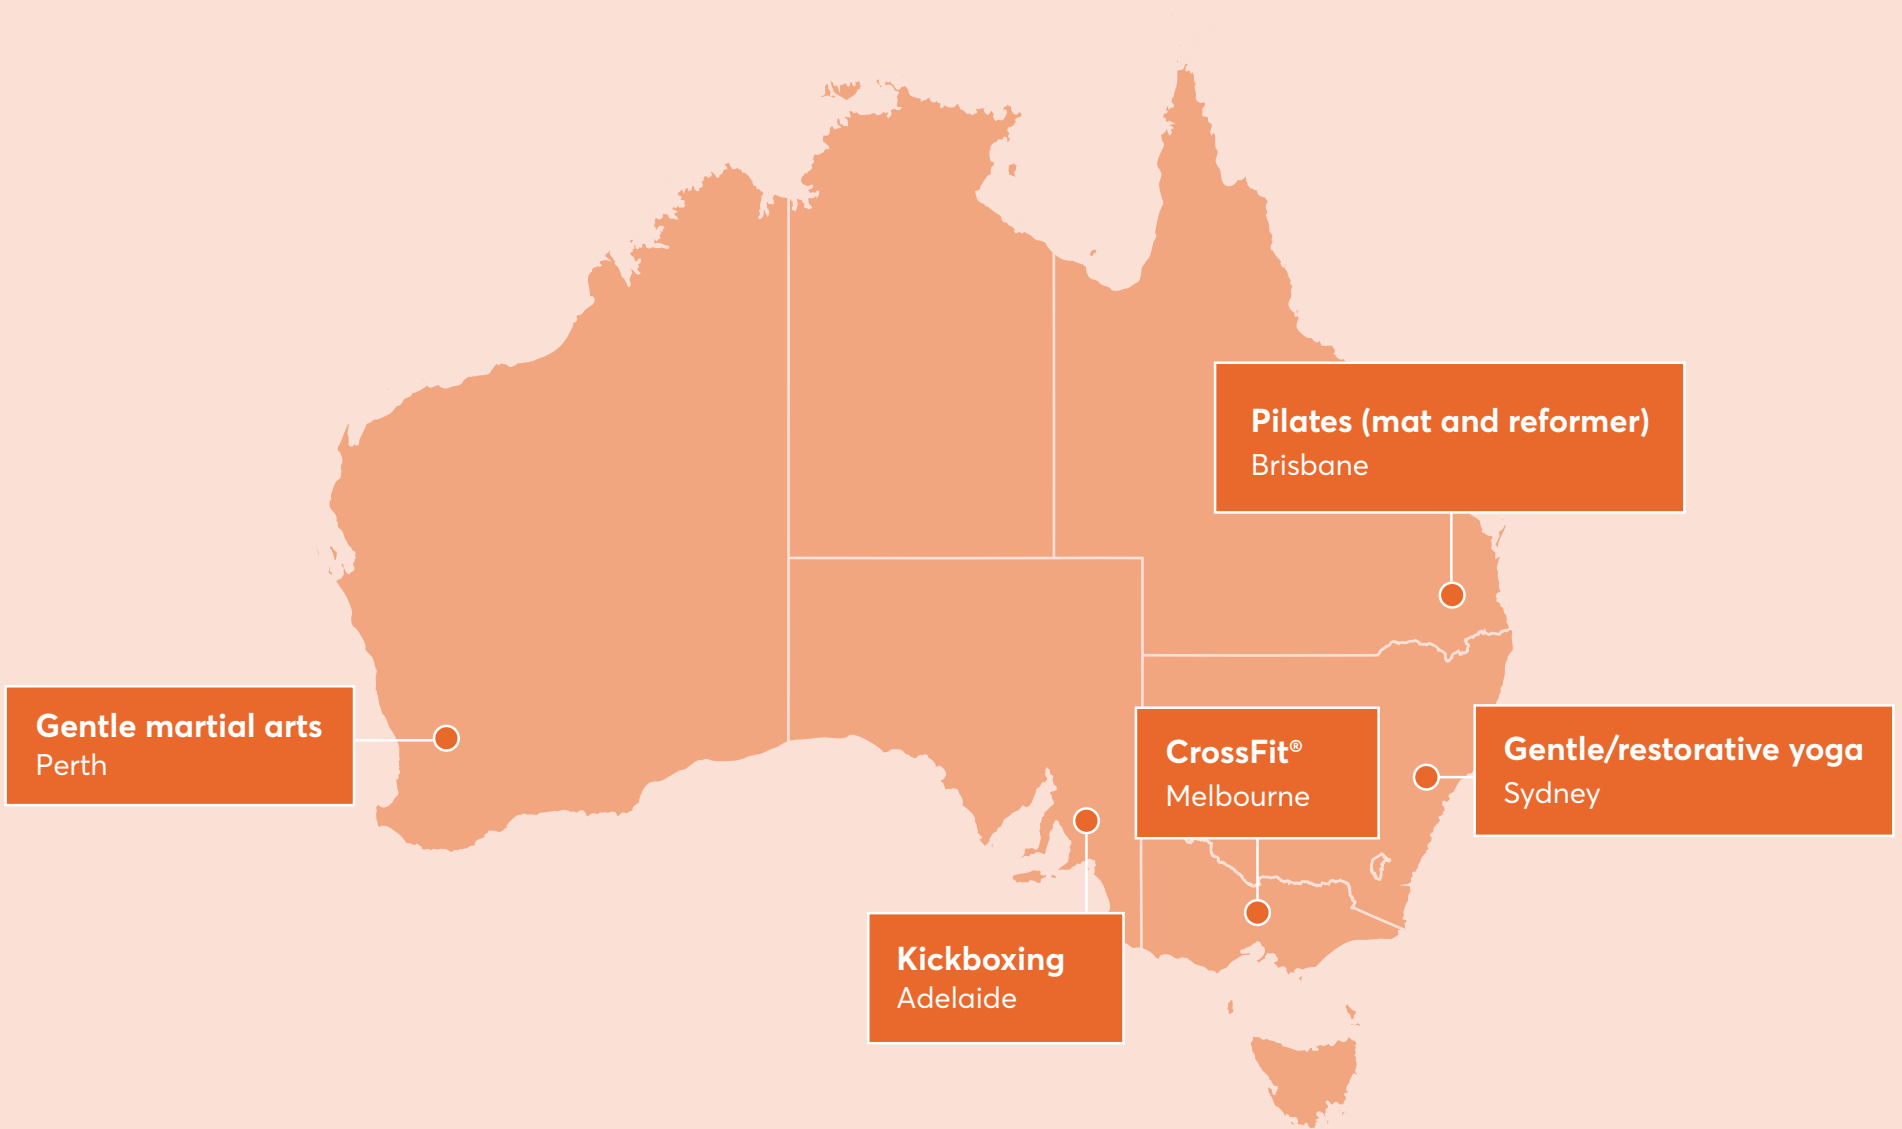 Pilates (mat and reformer)
Brisbane
Gentle martial arts
Perth
CrossFit®
Melbourne
Gentle/restorative yoga
Sydney
Kickboxing
Adelaide